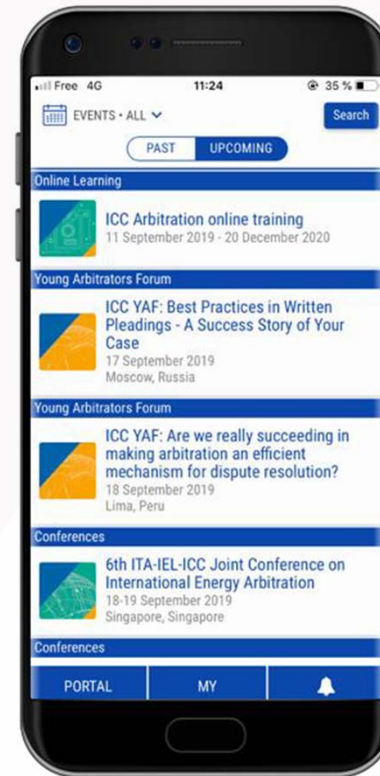 Free 4G 11:24 35 %
EVENTS • ALL Search
PAST UPCOMING
Online Learning
ICC Arbitration online training
11 September 2019 - 20 December 2020
Young Arbitrators Forum
ICC YAF: Best Practices in Written
Pleadings - A Success Story of Your
Case
17 September 2019
Moscow, Russia
Young Arbitrators Forum
ICC YAF: Are we really succeeding in
making arbitration an efficient
mechanism for dispute resolution?
18 September 2019
Lima, Peru
Conferences
6th ITA-IEL-ICC Joint Conference on
International Energy Arbitration
18-19 September 2019
Singapore, Singapore
Conferences
PORTAL MY